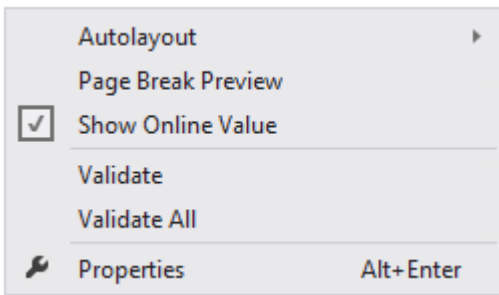 Autolayout
Page Break Preview
Show Online Value
Validate
Validate All
Properties Alt+Enter